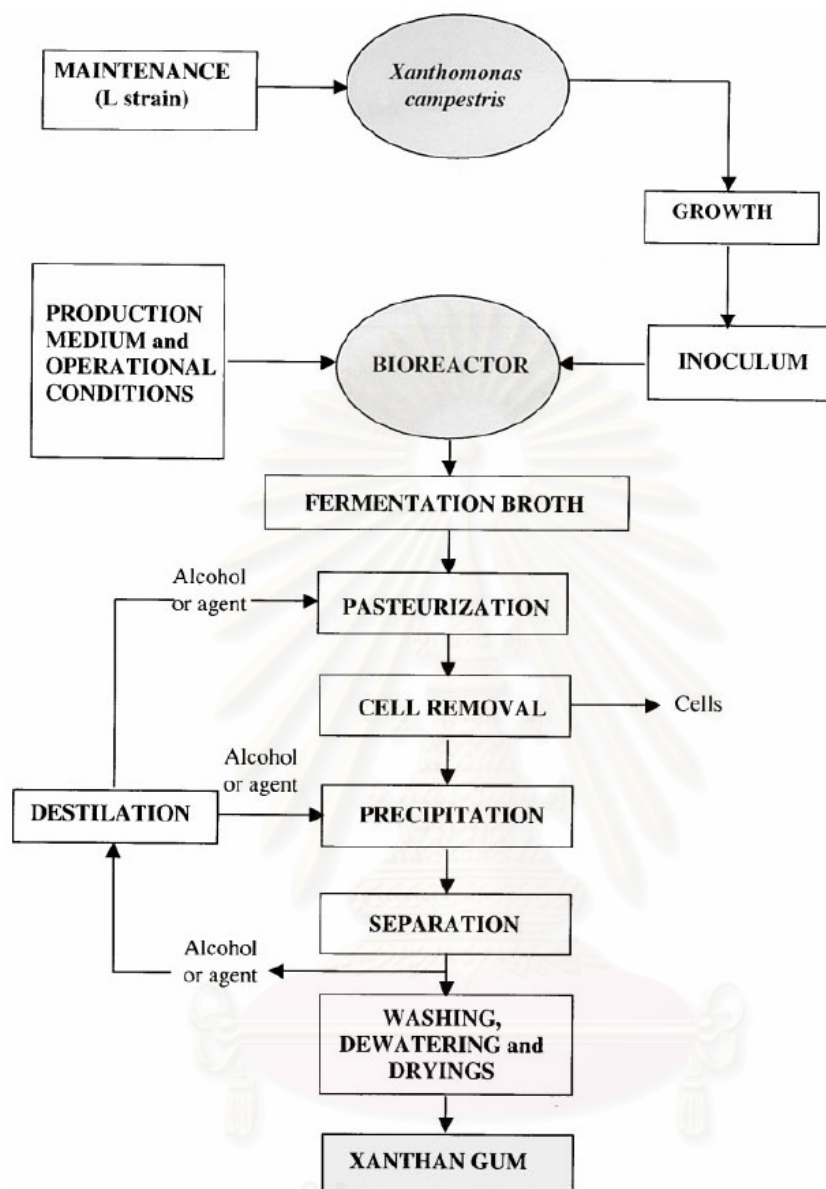 MAINTENANCE
(L strain)
Xanthomonas
campestris
GROWTH
PRODUCTION
MEDIUM and
OPERATIONAL
CONDITIONS
BIOREACTOR
INOCULUM
FERMENTATION BROTH
Alcohol
or agent
PASTEURIZATION
CELL REMOVAL
Cells
Alcohol
or agent
DESTILATION
PRECIPITATION
SEPARATION
Alcohol
or agent
WASHING,
DEWATERING and
DRYINGS
XANTHAN GUM